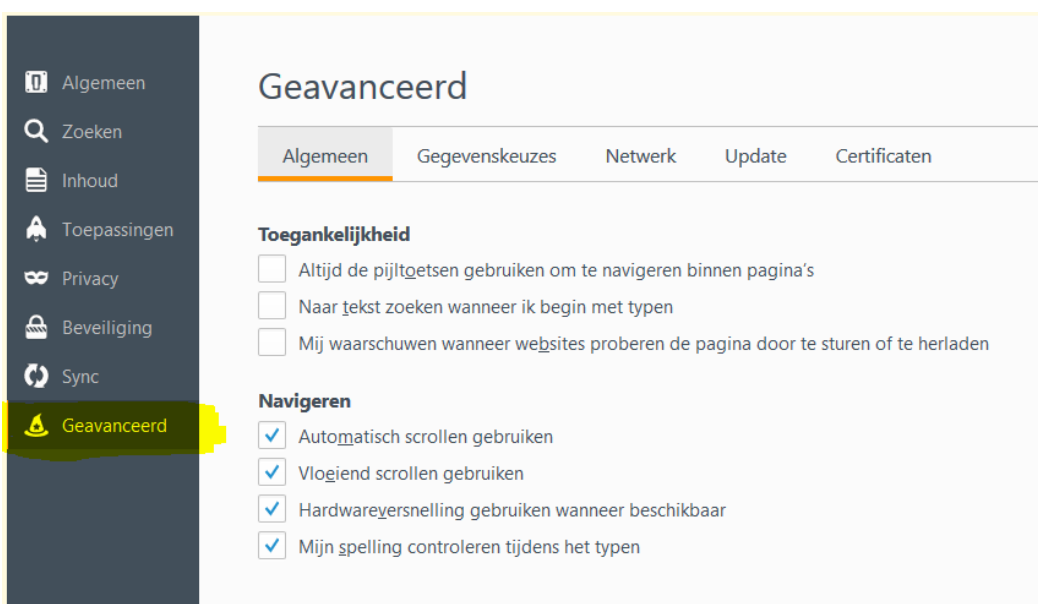 Algemeen
Zoeken
Inhoud
Toepassingen
Privacy
Beveiliging
Sync
Geavanceerd
Geavanceerd
Algemeen Gegevenskeuzes Netwerk Update Certificaten
Toegankelijkheid
Altijd de pijltoetsen gebruiken om te navigeren binnen pagina's
Naar tekst zoeken wanneer ik begin met typen
Mij waarschuwen wanneer websites proberen de pagina door te sturen of te herladen
Navigeren
Automatisch scrollen gebruiken
Vloeiend scrollen gebruiken
Hardwareversnelling gebruiken wanneer beschikbaar
Mijn spelling controleren tijdens het typen